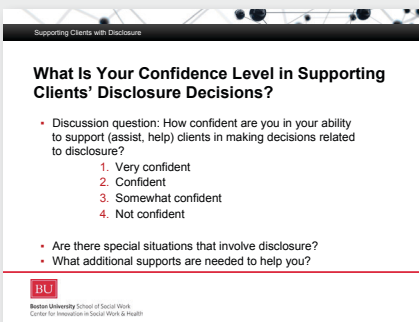 Supporting Clients with Disclosure
What Is Your Confidence Level in Supporting
Clients' Disclosure Decisions?
• Discussion question: How confident are you in your ability
to support (assist, help) clients in making decisions related
to disclosure?
1. Very confident
2. Confident
3. Somewhat confident
4. Not confident
• Are there special situations that involve disclosure?
• What additional supports are needed to help you?
BU
Boston University School of Social Work
Center for Innovation in Social Work & Health